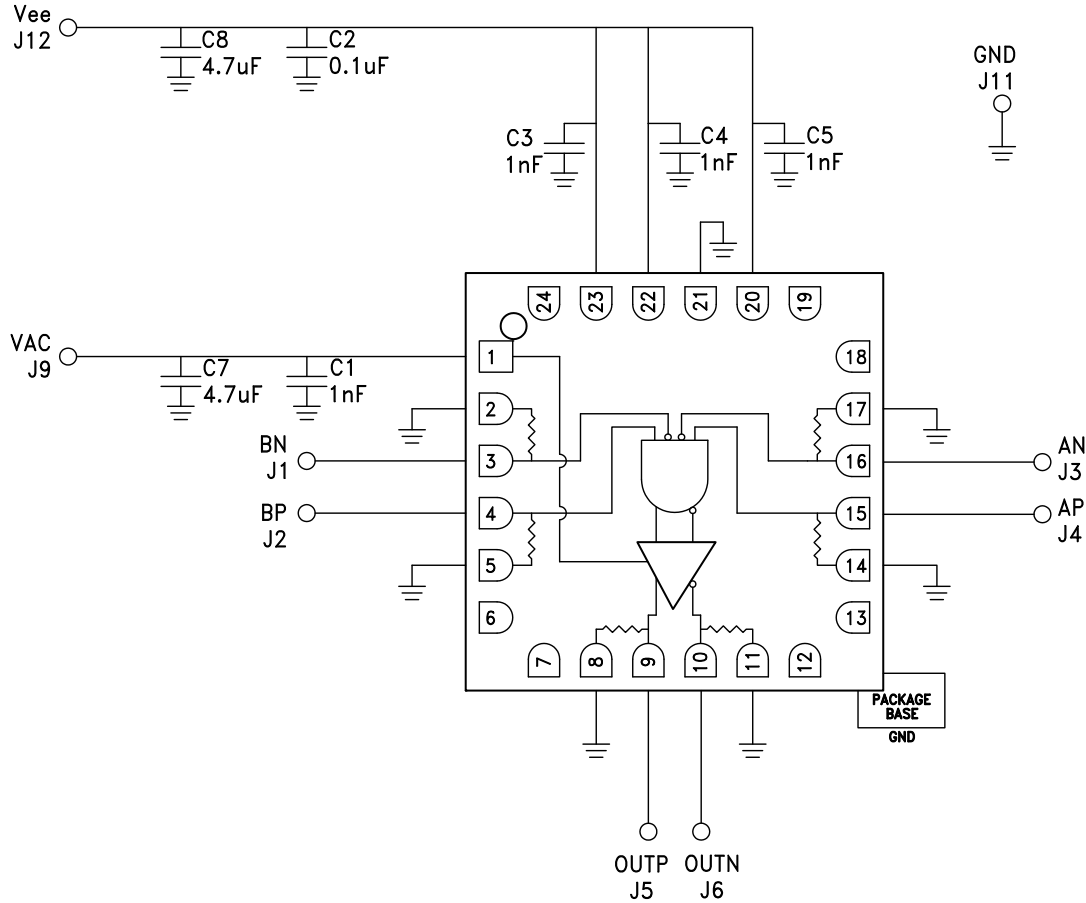 Vee
J12
C8
4.7uF
C2
0.1uF
GND
J11
C3
1nF
C4
1nF
C5
1nF
24
23
22
21
20
19
VAC
J9
C7
4.7uF
C1
1nF
1
18
2
17
BN
J1
3
16
AN
J3
BP
J2
4
15
AP
J4
5
14
6
13
7
8
9
10
11
12
PACKAGE
BASE
GND
OUTP
J5
OUTN
J6